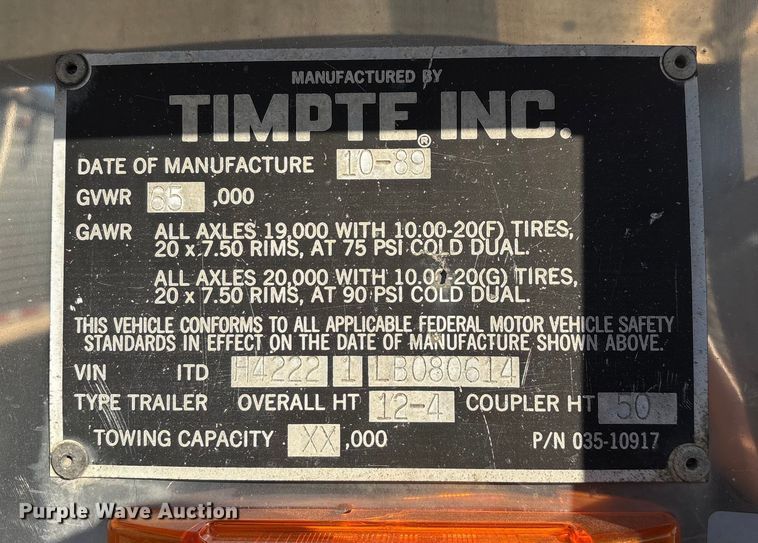 MANUFACTURED BY
TIMPTE® INC.
DATE OF MANUFACTURE 10-89
GVWR 65 ,000
GAWR ALL AXLES 19,000 WITH 10.00-20(F) TIRES,
20 x 7.50 RIMS, AT 75 PSI COLD DUAL.
ALL AXLES 20,000 WITH 10.00-20(G) TIRES,
20 x 7.50 RIMS, AT 90 PSI COLD DUAL.
THIS VEHICLE CONFORMS TO ALL APPLICABLE FEDERAL MOTOR VEHICLE SAFETY
STANDARDS IN EFFECT ON THE DATE OF MANUFACTURE SHOWN ABOVE.
VIN ITD H4222 1 LB080614
TYPE TRAILER OVERALL HT 12-4 COUPLER HT 50
TOWING CAPACITY XX ,000 P/N 035-10917
Purple Wave Auction